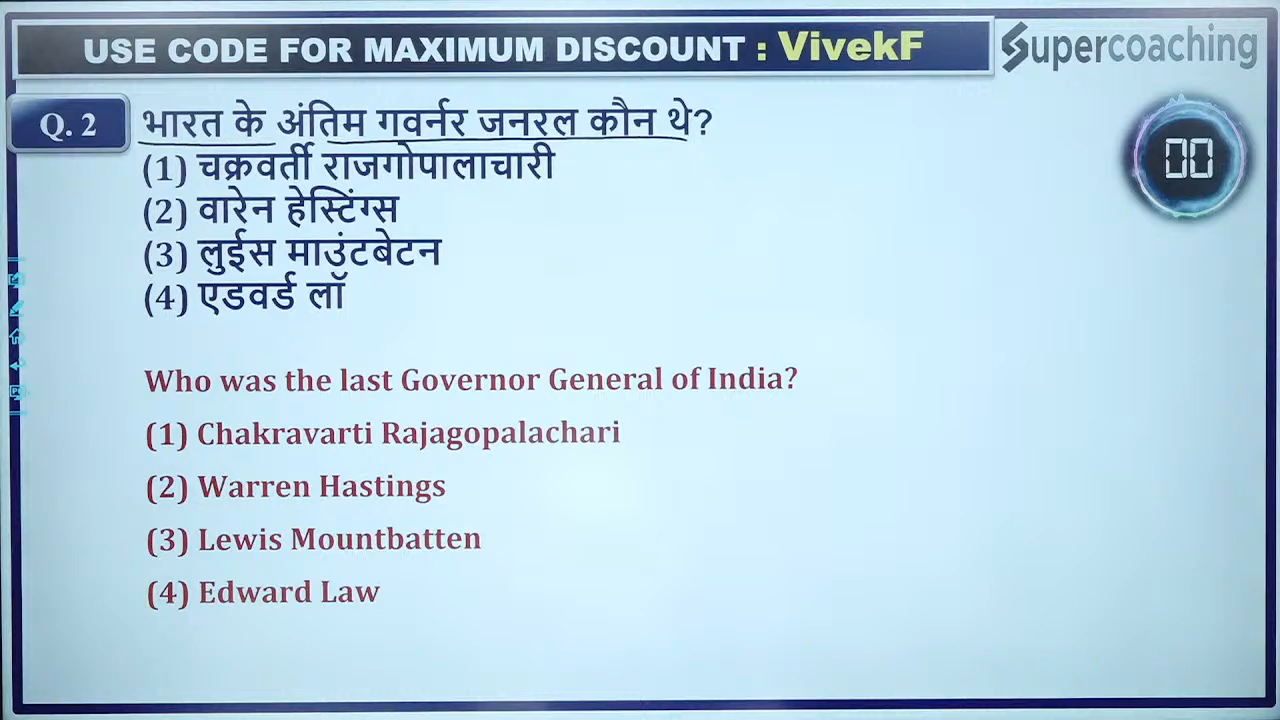 USE CODE FOR MAXIMUM DISCOUNT : VivekF
Supercoaching
Q. 2
भारत के अंतिम गवर्नर जनरल कौन थे?
00
(1) चक्रवर्ती राजगोपालाचारी
(2) वारेन हेस्टिंग्स
(3) लुईस माउंटबेटन
(4) एडवर्ड लॉ
Who was the last Governor General of India?
(1) Chakravarti Rajagopalachari
(2) Warren Hastings
(3) Lewis Mountbatten
(4) Edward Law